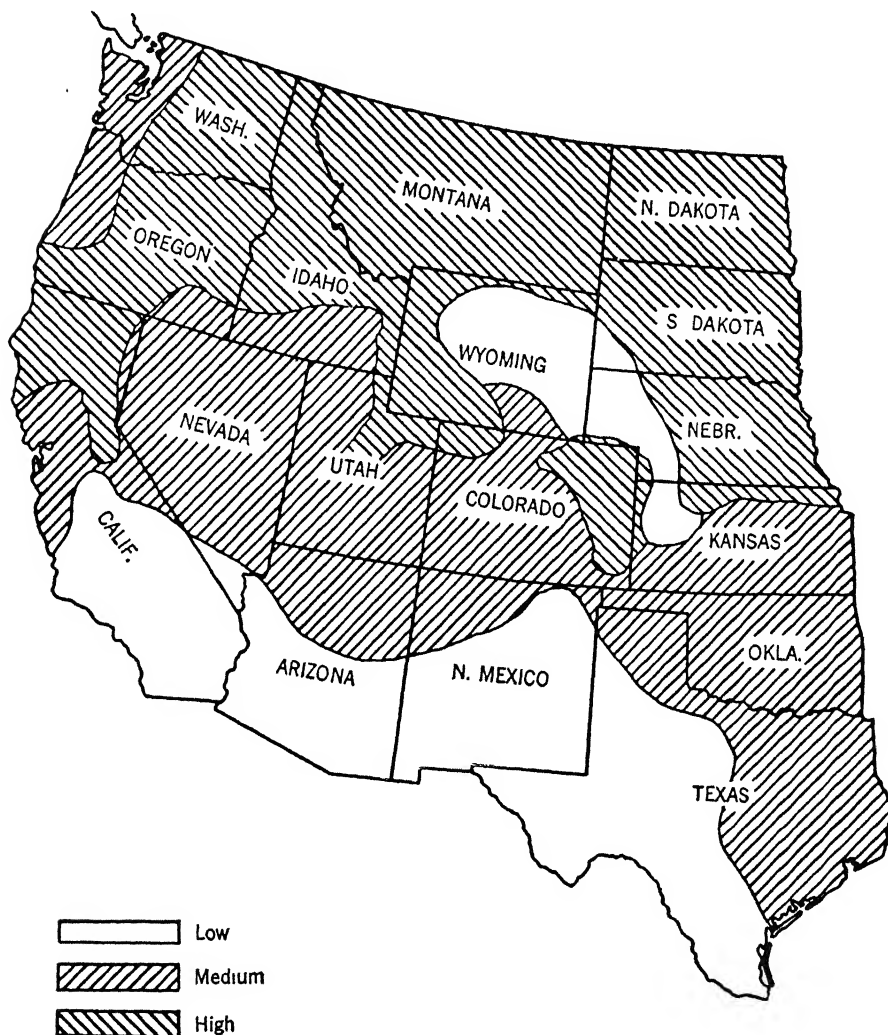 WASH.
MONTANA
N. DAKOTA
OREGON
IDAHO
S DAKOTA
WYOMING
NEVADA
NEBR.
UTAH
COLORADO
CALIF.
KANSAS
ARIZONA
N. MEXICO
OKLA.
TEXAS
Low
Medium
High